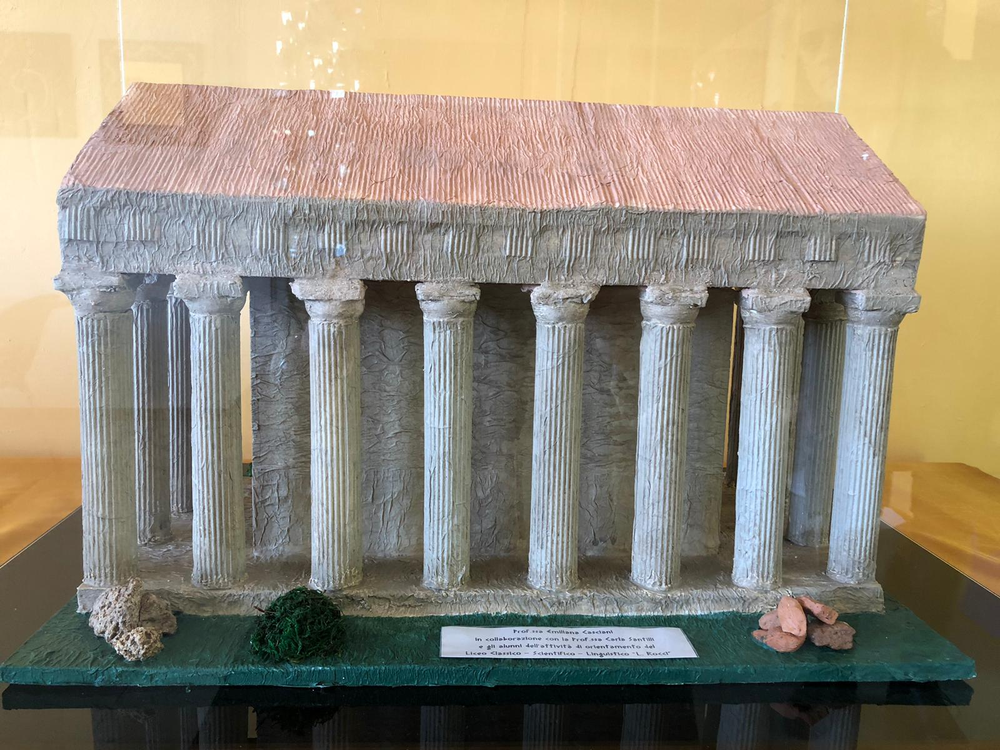 Prof.ssa Emiliana Casciani
in collaborazione con la Prof.ssa Carla Santilli
e gli alunni dell'attività di orientamento del
Liceo Classico - Scientifico - Linguistico "L. Rocci"